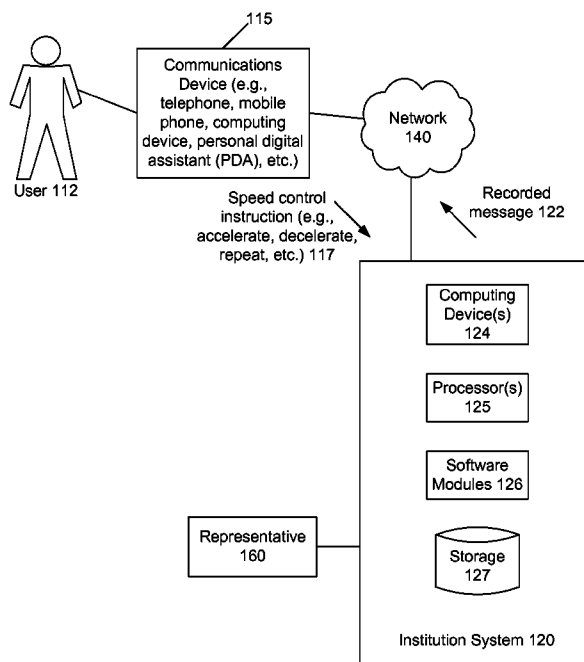 115
Communications
Device (e.g.,
telephone, mobile
phone, computing
device, personal digital
assistant (PDA), etc.)
User 112
Network
140
Speed control
instruction (e.g.,
accelerate, decelerate,
repeat, etc.) 117
Recorded
message 122
Computing
Device(s)
124
Processor(s)
125
Software
Modules 126
Representative
160
Storage
127
Institution System 120